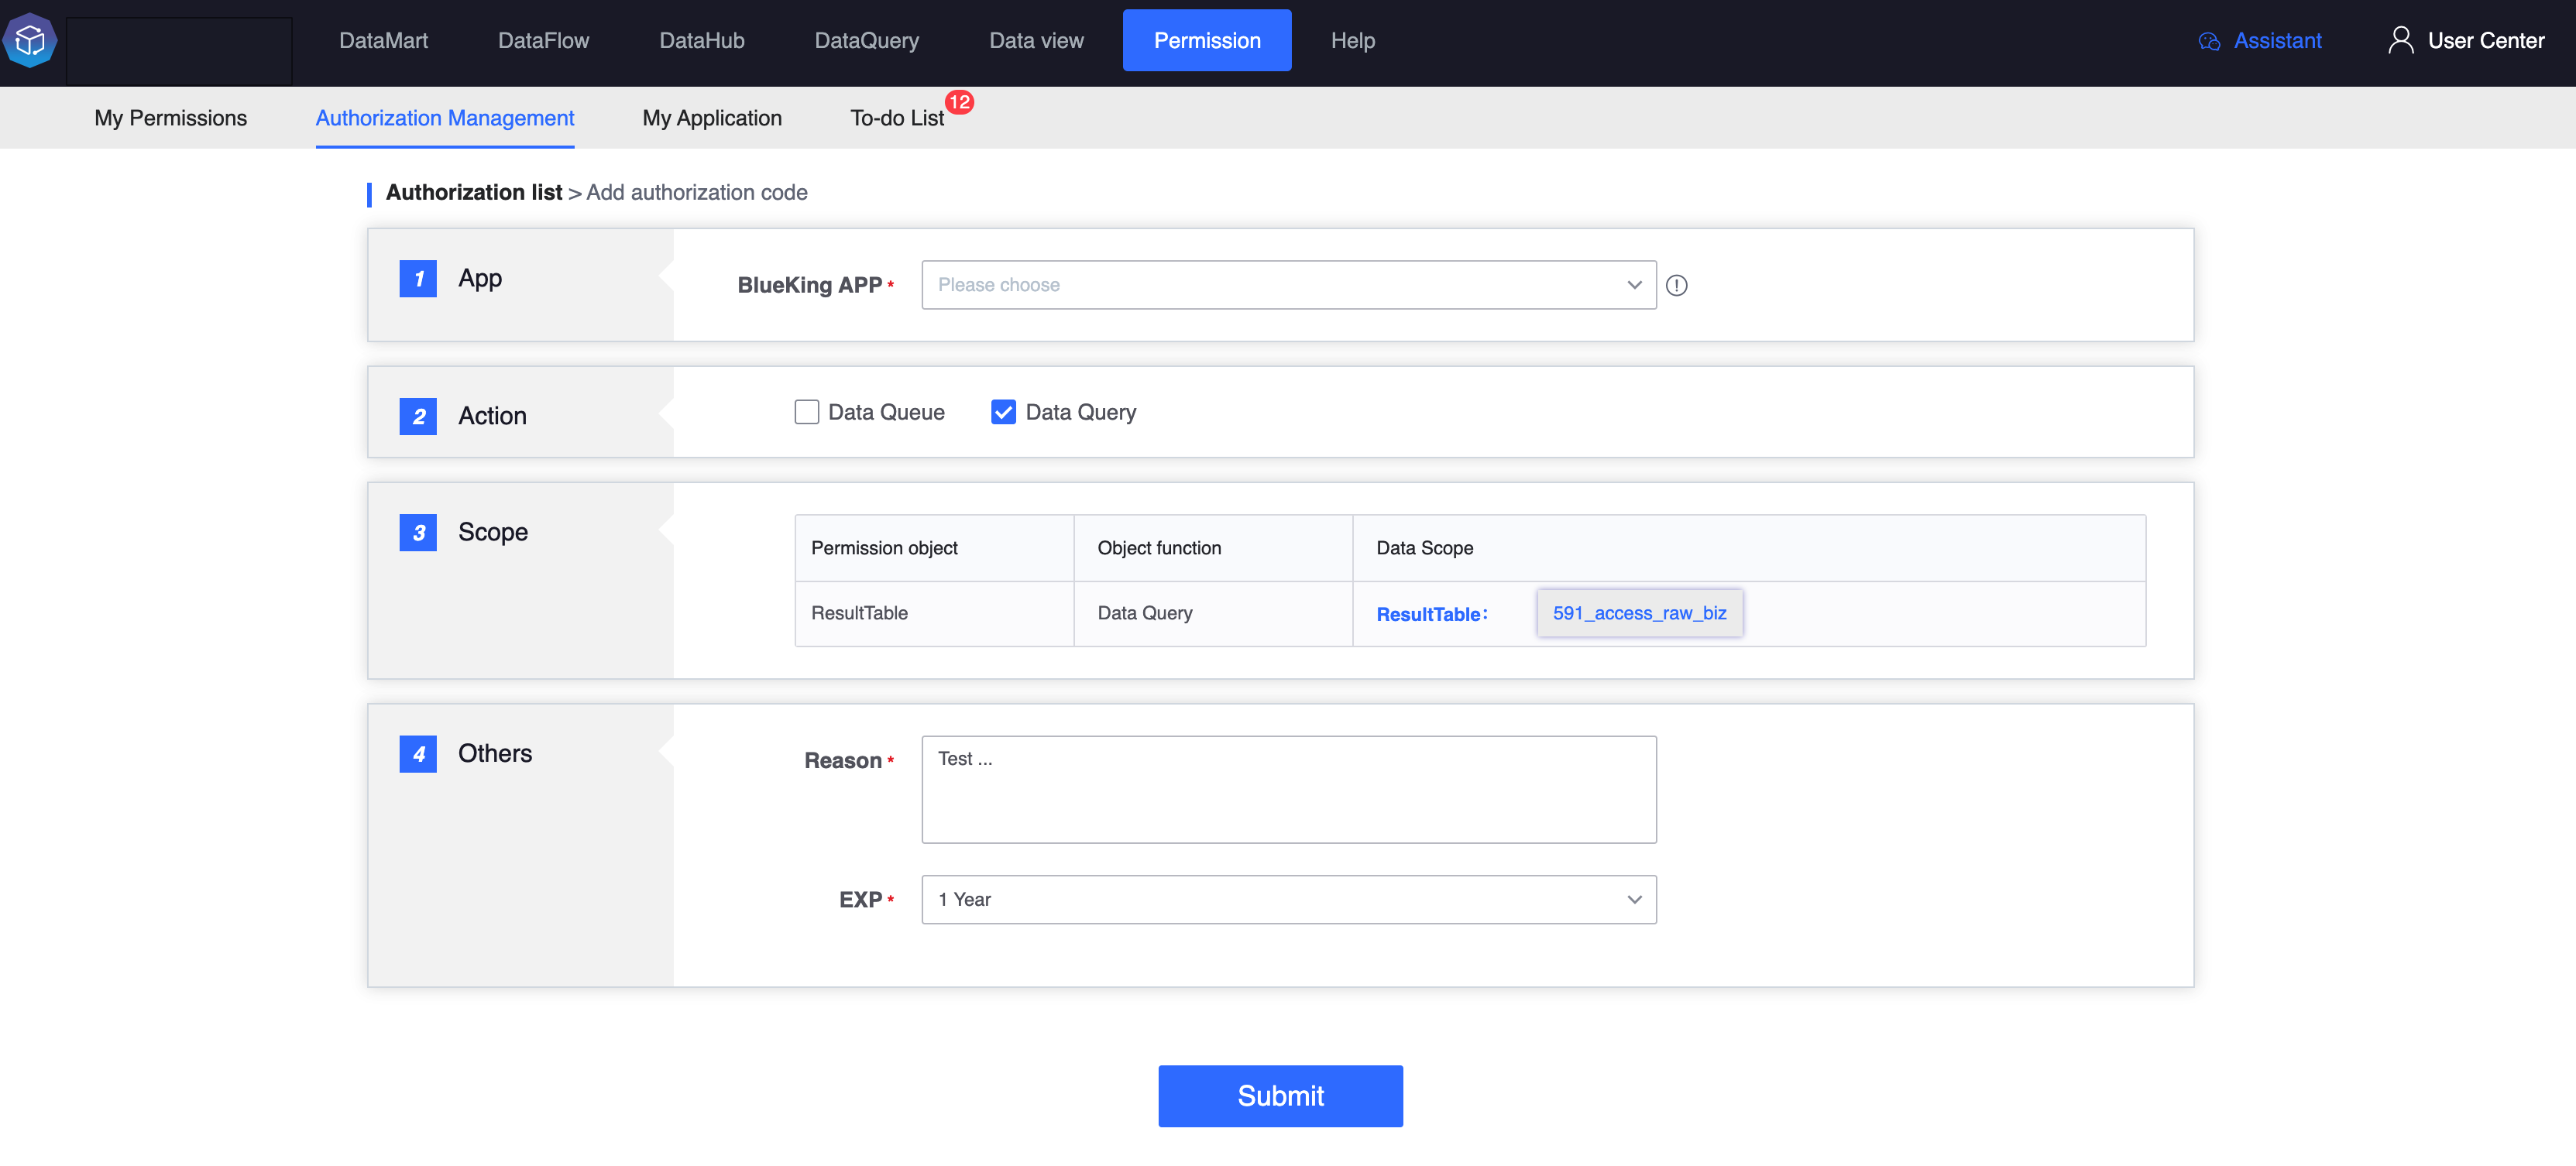 DataMart DataFlow DataHub DataQuery Data view Permission Help Assistant User Center
My Permissions Authorization Management My Application To-do List 12
Authorization list > Add authorization code
1 App
BlueKing APP * Please choose
2 Action
Data Queue Data Query
3 Scope
Permission object Object function Data Scope
ResultTable Data Query ResultTable: 591_access_raw_biz
4 Others
Reason * Test ...
EXP * 1 Year
Submit